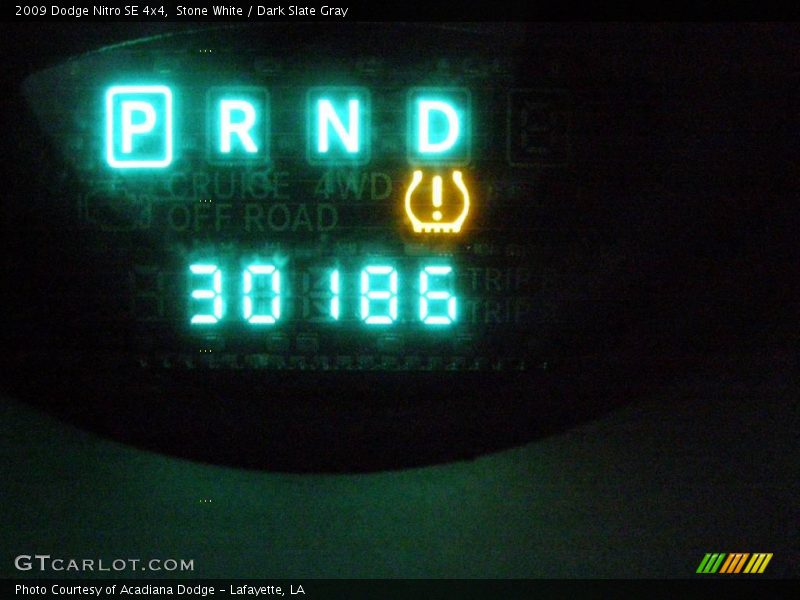 2009 Dodge Nitro SE 4x4, Stone White / Dark Slate Gray
P R N D
CRUISE 4WD
OFF ROAD
30186
TRIP
TRIP
GTCARLOT.COM
Photo Courtesy of Acadiana Dodge - Lafayette, LA